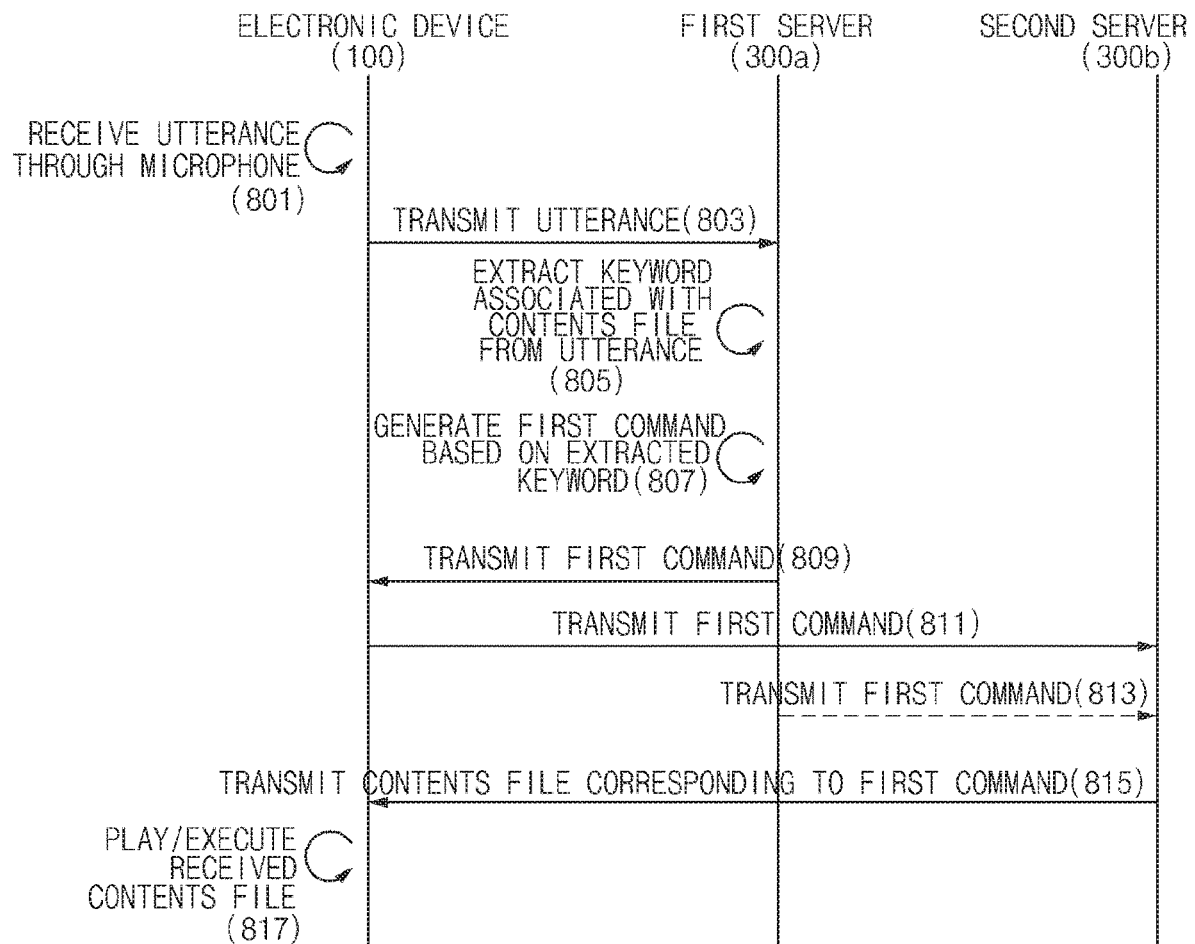 ELECTRONIC DEVICE
(100)
FIRST SERVER
(300a)
SECOND SERVER
(300b)
RECEIVE UTTERANCE
THROUGH MICROPHONE
(801)
TRANSMIT UTTERANCE(803)
EXTRACT KEYWORD
ASSOCIATED WITH
CONTENTS FILE
FROM UTTERANCE
(805)
GENERATE FIRST COMMAND
BASED ON EXTRACTED
KEYWORD(807)
TRANSMIT FIRST COMMAND(809)
TRANSMIT FIRST COMMAND(811)
TRANSMIT FIRST COMMAND(813)
TRANSMIT CONTENTS FILE CORRESPONDING TO FIRST COMMAND(815)
PLAY/EXECUTE
RECEIVED
CONTENTS FILE
(817)